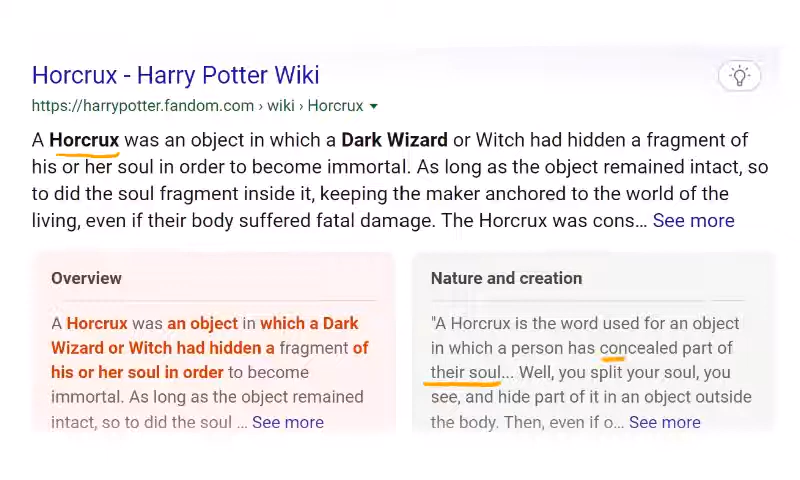 Horcrux - Harry Potter Wiki
https://harrypotter.fandom.com › wiki › Horcrux
A Horcrux was an object in which a Dark Wizard or Witch had hidden a fragment of
his or her soul in order to become immortal. As long as the object remained intact, so
to did the soul fragment inside it, keeping the maker anchored to the world of the
living, even if their body suffered fatal damage. The Horcrux was cons... See more
Overview
A Horcrux was an object in which a Dark
Wizard or Witch had hidden a fragment of
his or her soul in order to become
immortal. As long as the object remained
intact, so to did the soul ... See more
Nature and creation
"A Horcrux is the word used for an object
in which a person has concealed part of
their soul... Well, you split your soul, you
see, and hide part of it in an object outside
the body. Then, even if o... See more